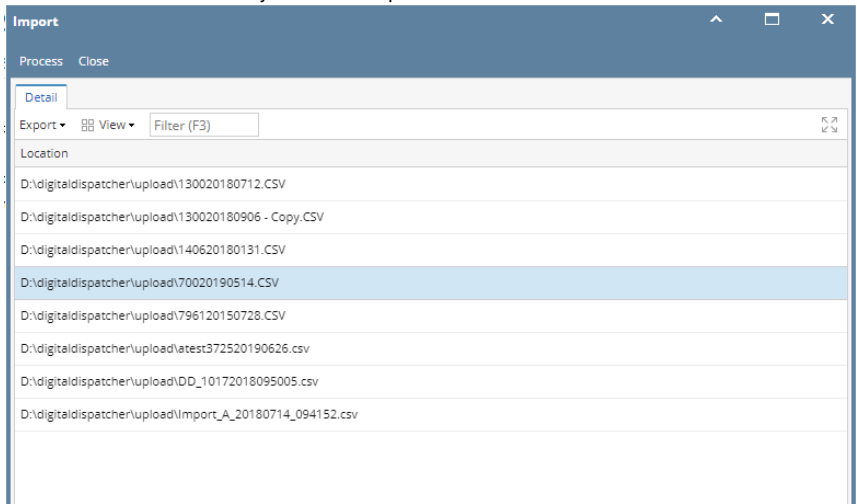 Import
Process Close
Detail
Export View Filter (F3)
Location
D:\digitaldispatcher\upload\130020180712.CSV
D:\digitaldispatcher\upload\130020180906 - Copy.CSV
D:\digitaldispatcher\upload\140620180131.CSV
D:\digitaldispatcher\upload\70020190514.CSV
D:\digitaldispatcher\upload\796120150728.CSV
D:\digitaldispatcher\upload\atest372520190626.csv
D:\digitaldispatcher\upload\DD_10172018095005.csv
D:\digitaldispatcher\upload\Import_A_20180714_094152.csv